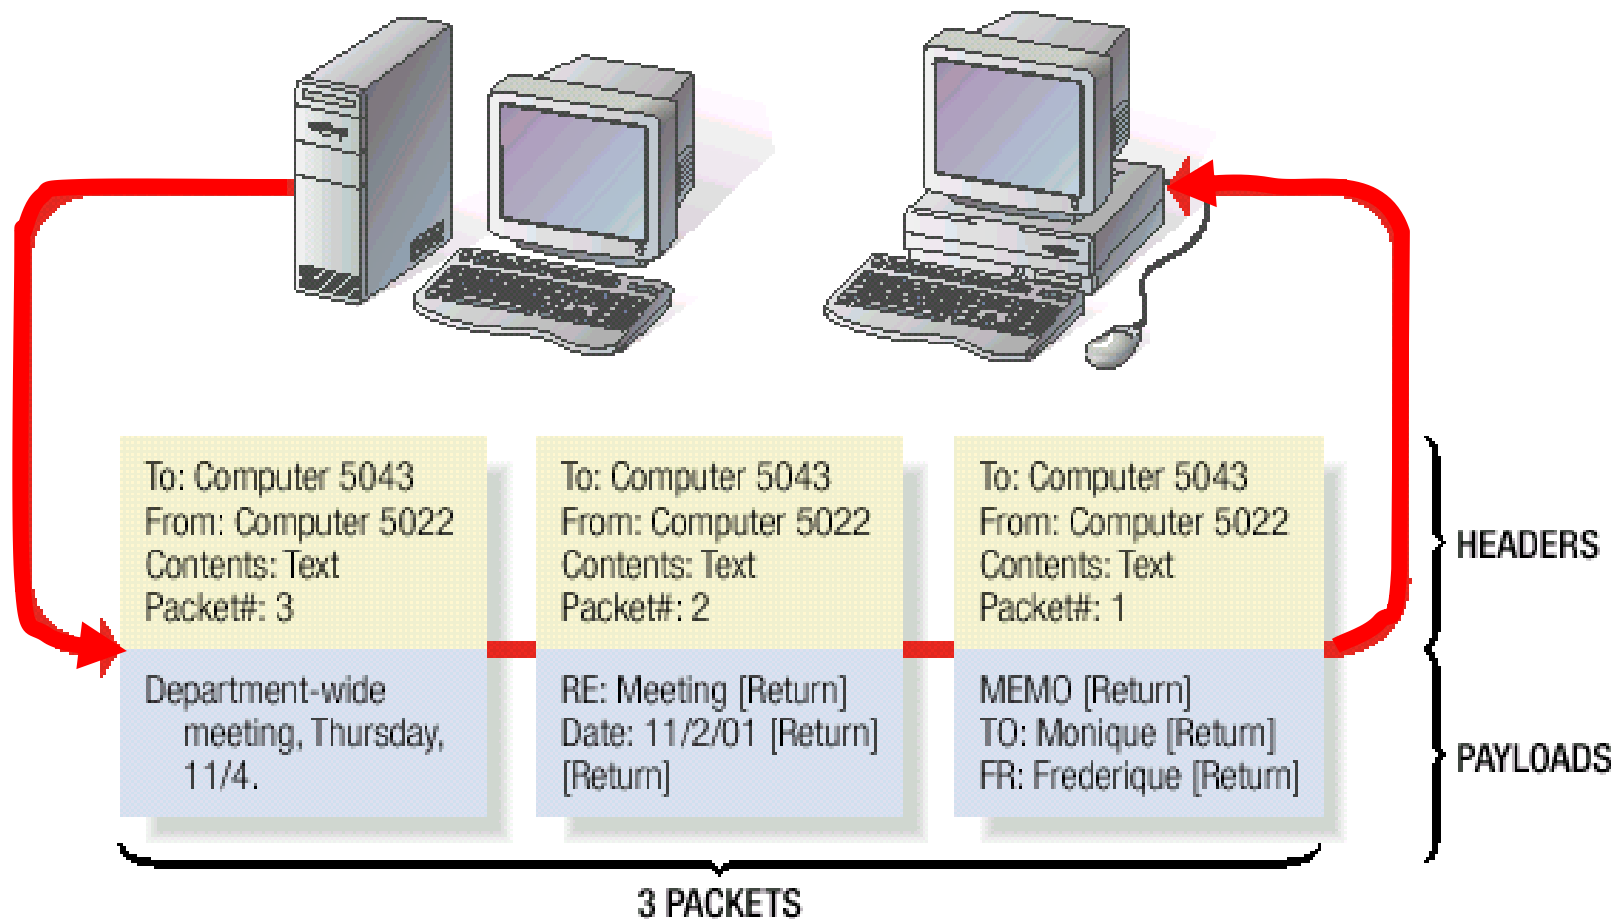 To: Computer 5043
From: Computer 5022
Contents: Text
Packet#: 3
Department-wide
meeting, Thursday,
11/4.
To: Computer 5043
From: Computer 5022
Contents: Text
Packet#: 2
RE: Meeting [Return]
Date: 11/2/01 [Return]
[Return]
To: Computer 5043
From: Computer 5022
Contents: Text
Packet#: 1
MEMO [Return]
TO: Monique [Return]
FR: Frederique [Return]
HEADERS
PAYLOADS
3 PACKETS